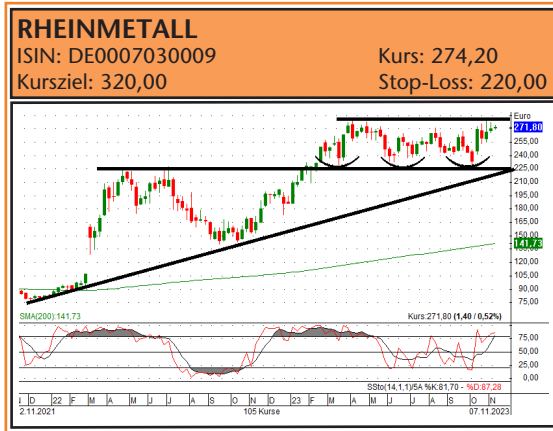 RHEINMETALL
ISIN: DE0007030009 Kurs: 274,20
Kursziel: 320,00 Stop-Loss: 220,00
Euro
271,80
255,00
240,00
225,00
210,00
195,00
180,00
165,00
150,00
141,73
120,00
105,00
90,00
75,00
SMA(200):141,73 Kurs:271,80 (1,40 / 0,52%)
75,00
50,00
25,00
0,00
SSto(14,1,1)/5A %K:81,70 - %D:87,28
D 22 F M A M J J A S O N D 23 F M A M J J A S O N
2.11.2021 105 Kurse 07.11.2023